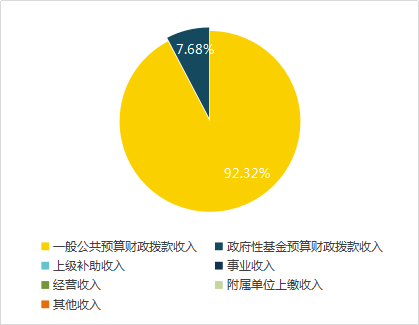 7.68%
92.32%
一般公共预算财政拨款收入
政府性基金预算财政拨款收入
上级补助收入
事业收入
经营收入
附属单位上缴收入
其他收入